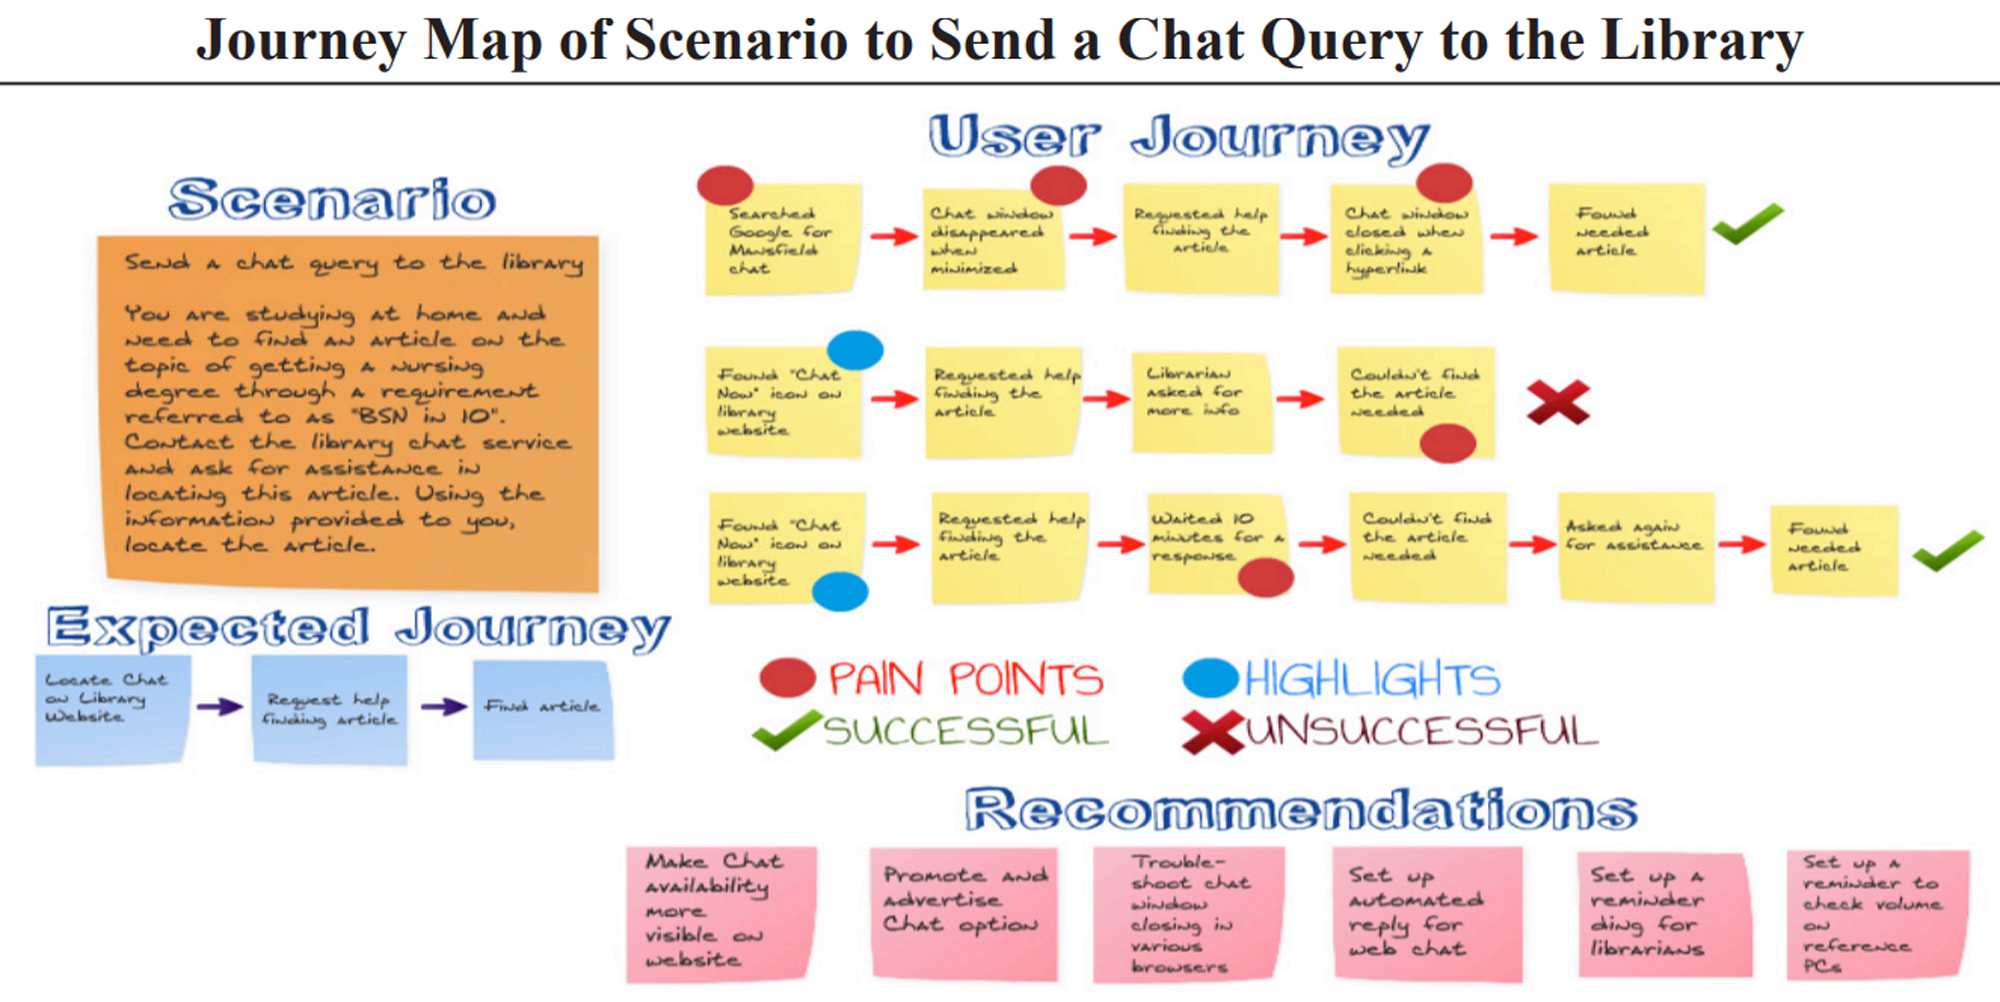 Journey Map of Scenario to Send a Chat Query to the Library
Scenario
Send a chat query to the library
You are studying at home and
need to find an article on the
topic of getting a nursing
degree through a requirement
referred to as "BSN in 10".
Contact the library chat service
and ask for assistance in
locating this article. Using the
information provided to you,
locate the article.
Expected Journey
Locate Chat
on Library
Website
Request help
finding article
Find article
User Journey
Searched
Google for
Mansfield
chat
Chat window
disappeared
when
minimized
Requested help
finding the
article
Chat window
closed when
clicking a
hyperlink
Found
needed
article
Found "Chat
Now" icon on
library
website
Requested help
finding the
article
Librarian
asked for
more info
Couldn't find
the article
needed
Found "Chat
Now" icon on
library
website
Requested help
finding the
article
Waited 10
minutes for a
response
Couldn't find
the article
needed
Asked again
for assistance
Found
needed
article
PAIN POINTS
HIGHLIGHTS
SUCCESSFUL
UNSUCCESSFUL
Recommendations
Make Chat
availability
more
visible on
website
Promote and
advertise
Chat option
Trouble-
shoot chat
window
closing in
various
browsers
Set up
automated
reply for
web chat
Set up a
reminder
ding for
librarians
Set up a
reminder to
check volume
on
reference
PCs